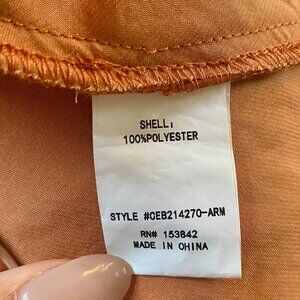 SHELL:
100%POLYESTER
STYLE #CEB214270-ARM
RN# 153842
MADE IN CHINA